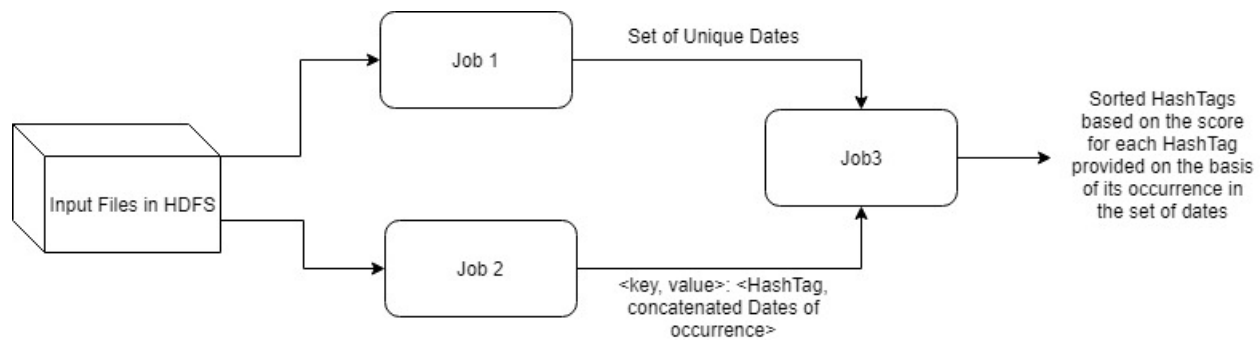 Job 1
Set of Unique Dates
Input Files in HDFS
Job 2
<key, value>: <HashTag,
concatenated Dates of
occurrence>
Job3
Sorted HashTags
based on the score
for each HashTag
provided on the basis
of its occurrence in
the set of dates